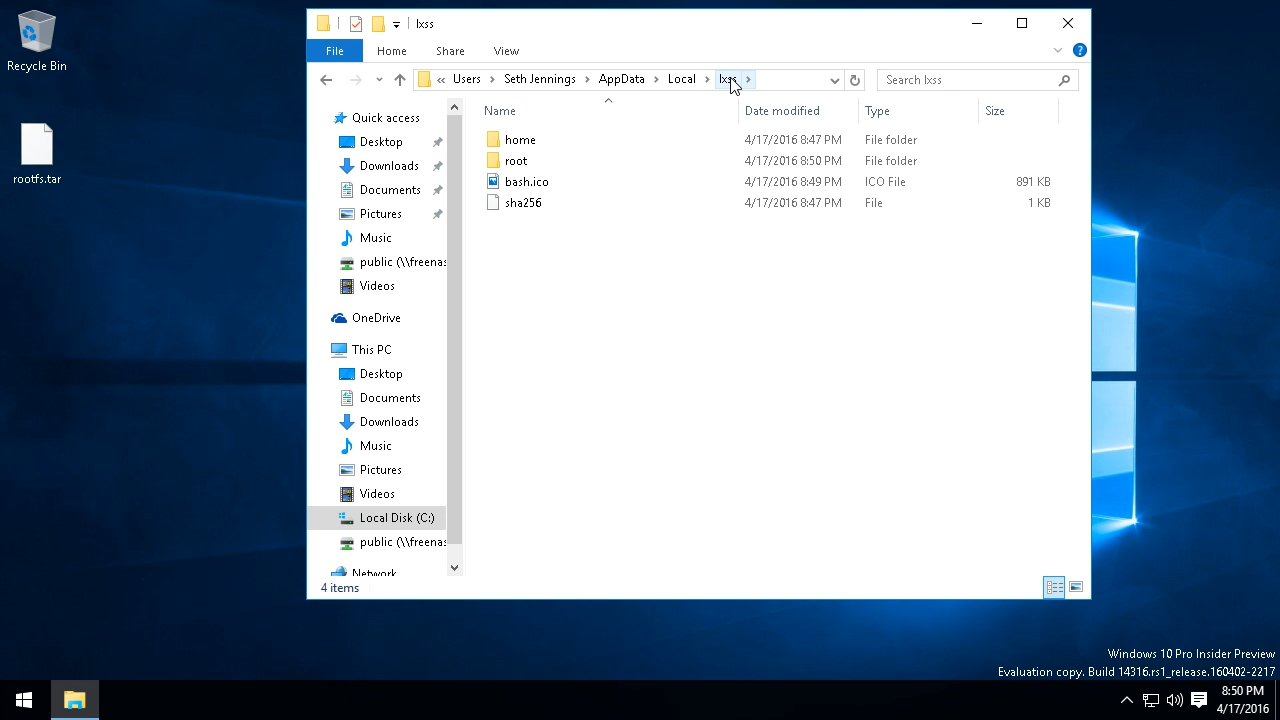 Recycle Bin
rootfs.tar
lxss
File Home Share View
« Users > Seth Jennings > AppData > Local > lxss >
Search lxss
Quick access
Desktop
Downloads
Documents
Pictures
Music
public (\\freenas
Videos
OneDrive
This PC
Desktop
Documents
Downloads
Music
Pictures
Videos
Local Disk (C:)
public (\\freenas
Network
Name Date modified Type Size
home 4/17/2016 8:47 PM File folder
root 4/17/2016 8:50 PM File folder
bash.ico 4/17/2016 8:49 PM ICO File 891 KB
sha256 4/17/2016 8:47 PM File 1 KB
4 items
Windows 10 Pro Insider Preview
Evaluation copy. Build 14316.rs1_release.160402-2217
8:50 PM
4/17/2016